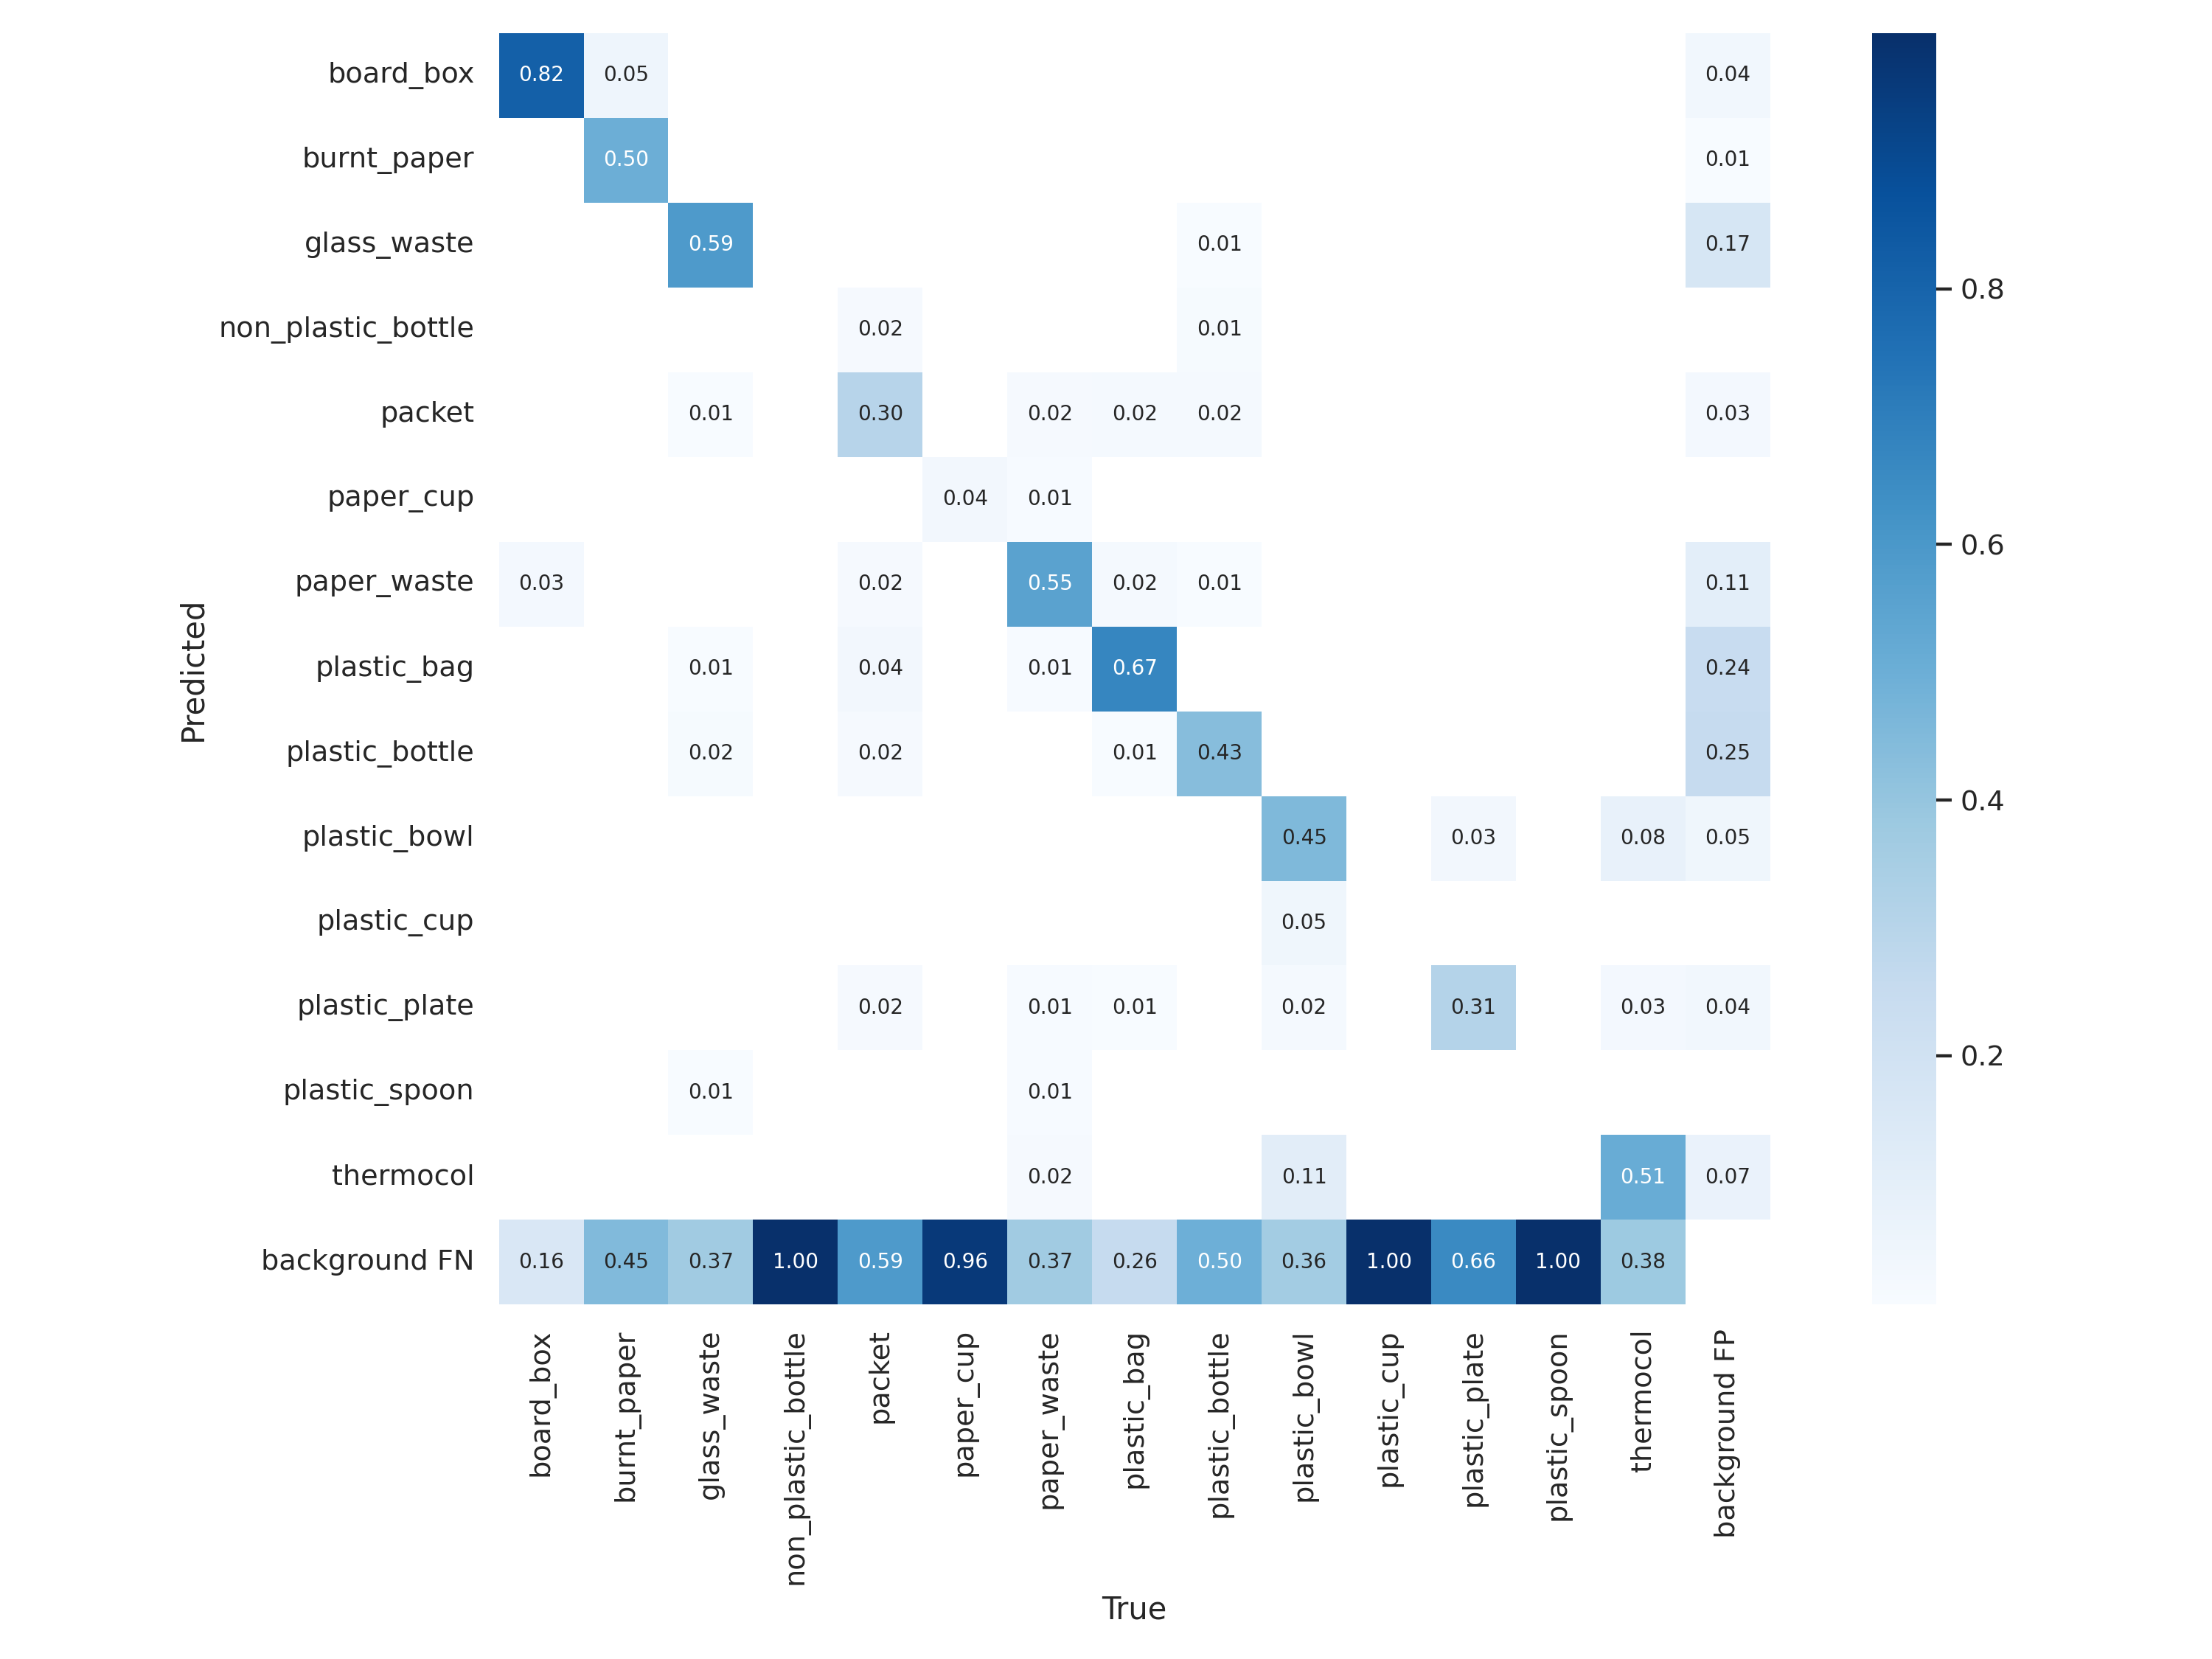 board_box 0.82 0.05 0.04
burnt_paper 0.50 0.01
glass_waste 0.59 0.01 0.17
0.8
non_plastic_bottle 0.02 0.01
packet 0.01 0.30 0.02 0.02 0.02 0.03
paper_cup 0.04 0.01
0.6
paper_waste 0.03 0.02 0.55 0.02 0.01 0.11
Predicted
plastic_bag 0.01 0.04 0.01 0.67 0.24
plastic_bottle 0.02 0.02 0.01 0.43 0.25
0.4
plastic_bowl 0.45 0.03 0.08 0.05
plastic_cup 0.05
plastic_plate 0.02 0.01 0.01 0.02 0.31 0.03 0.04
0.2
plastic_spoon 0.01 0.01
thermocol 0.02 0.11 0.51 0.07
background FN 0.16 0.45 0.37 1.00 0.59 0.96 0.37 0.26 0.50 0.36 1.00 0.66 1.00 0.38
board_box
burnt_paper
glass_waste
non_plastic_bottle
packet
paper_cup
paper_waste
plastic_bag
plastic_bottle
plastic_bowl
plastic_cup
plastic_plate
plastic_spoon
thermocol
background FP
True